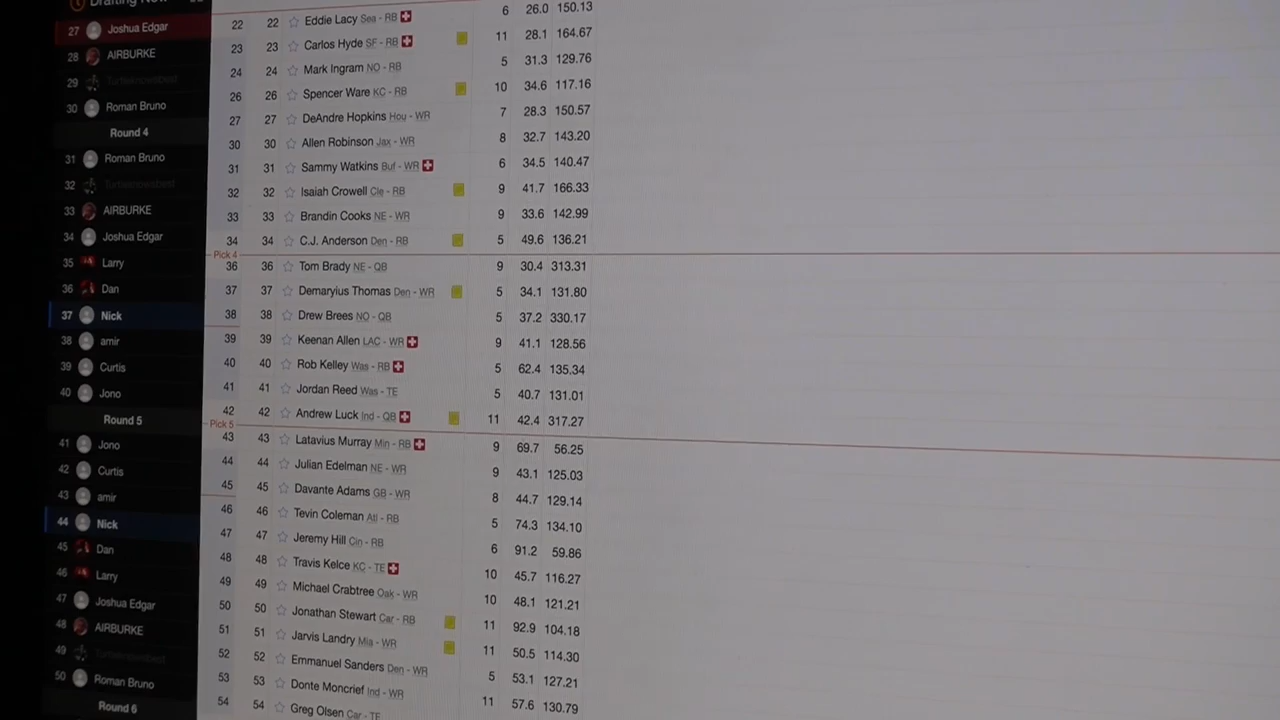 Drafting Now
27 Joshua Edgar
28 AIRBURKE
29 Turtleknowsbest
30 Roman Bruno
Round 4
31 Roman Bruno
32 Turtleknowsbest
33 AIRBURKE
34 Joshua Edgar
35 Larry
36 Dan
37 Nick
38 amir
39 Curtis
40 Jono
Round 5
41 Jono
42 Curtis
43 amir
44 Nick
45 Dan
46 Larry
47 Joshua Edgar
48 AIRBURKE
49 Turtleknowsbest
50 Roman Bruno
Round 6
22 22 Eddie Lacy Sea - RB 6 26.0 150.13
23 23 Carlos Hyde SF - RB 11 28.1 164.67
24 24 Mark Ingram NO - RB 5 31.3 129.76
26 26 Spencer Ware KC - RB 10 34.6 117.16
27 27 DeAndre Hopkins Hou - WR 7 28.3 150.57
30 30 Allen Robinson Jax - WR 8 32.7 143.20
31 31 Sammy Watkins Buf - WR 6 34.5 140.47
32 32 Isaiah Crowell Cle - RB 9 41.7 166.33
33 33 Brandin Cooks NE - WR 9 33.6 142.99
34 34 C.J. Anderson Den - RB 5 49.6 136.21
Pick 4
36 36 Tom Brady NE - QB 9 30.4 313.31
37 37 Demaryius Thomas Den - WR 5 34.1 131.80
38 38 Drew Brees NO - QB 5 37.2 330.17
39 39 Keenan Allen LAC - WR 9 41.1 128.56
40 40 Rob Kelley Was - RB 5 62.4 135.34
41 41 Jordan Reed Was - TE 5 40.7 131.01
42 42 Andrew Luck Ind - QB 11 42.4 317.27
Pick 5
43 43 Latavius Murray Min - RB 9 69.7 56.25
44 44 Julian Edelman NE - WR 9 43.1 125.03
45 45 Davante Adams GB - WR 8 44.7 129.14
46 46 Tevin Coleman Atl - RB 5 74.3 134.10
47 47 Jeremy Hill Cin - RB 6 91.2 59.86
48 48 Travis Kelce KC - TE 10 45.7 116.27
49 49 Michael Crabtree Oak - WR 10 48.1 121.21
50 50 Jonathan Stewart Car - RB 11 92.9 104.18
51 51 Jarvis Landry Mia - WR 11 50.5 114.30
52 52 Emmanuel Sanders Den - WR 5 53.1 127.21
53 53 Donte Moncrief Ind - WR 11 57.6 130.79
54 54 Greg Olsen Car - TE